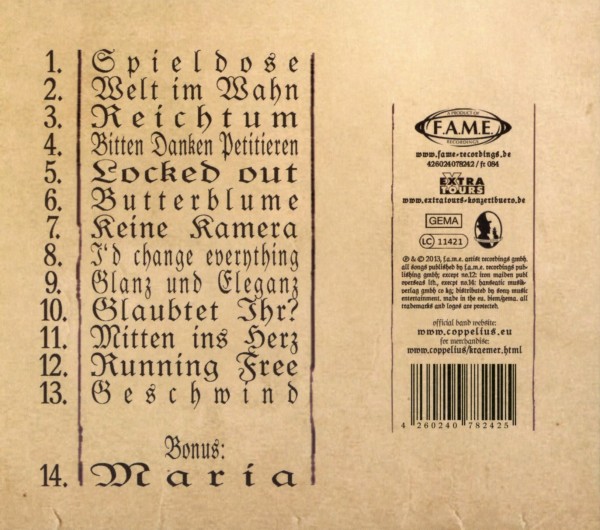 1. Spieldose
2. Welt im Wahn
3. Reichtum
4. Bitten Danken Petitieren
5. Locked out
6. Butterblume
7. Keine Kamera
8. I'd change everything
9. Glanz und Eleganz
10. Glaubtet Ihr?
11. Mitten ins Herz
12. Running Free
13. Geschwind
Bonus:
14. Maria
A PRODUCT OF
F.A.M.E.
RECORDINGS
www.fame-recordings.de
426024078242 / fr 084
EXTRA
TOURS
www.extratours-konzertbuero.de
GEMA
LC 11421
℗ & © 2013, f.a.m.e. artist recordings gmbh.
all songs published by f.a.m.e. recordings pub-
lishing gmbh; except no.12: iron maiden publ
overseas ltd., except no.14: hanseatic musik-
verlag gmbh co kg; distributed by sony music
entertainment. made in the eu. biem/gema. all
trademarks and logos are protected.
official band website:
www.coppelius.eu
for merchandise:
www.coppelius/kraemer.html
4 260240 782425